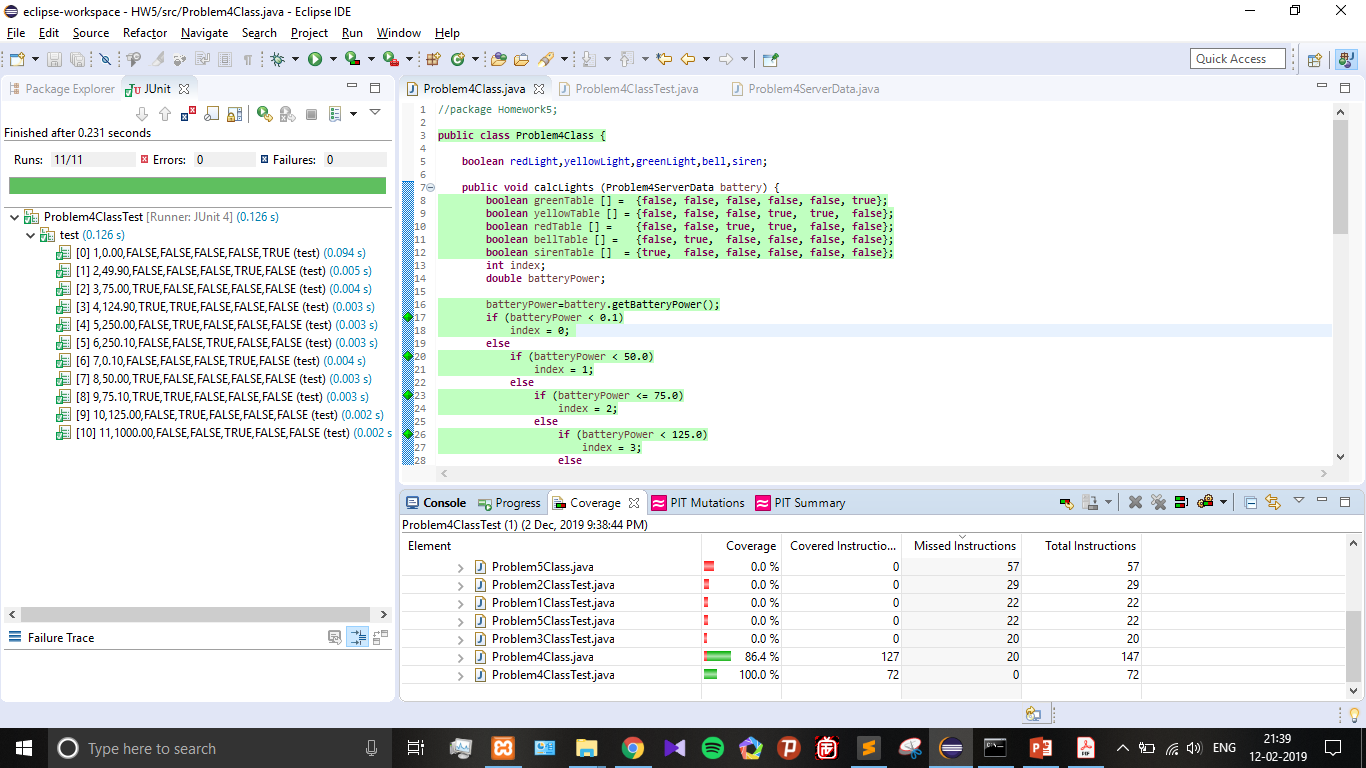 eclipse-workspace - HW5/src/Problem4Class.java - Eclipse IDE
File Edit Source Refactor Navigate Search Project Run Window Help
Quick Access
Package Explorer JUnit
Finished after 0.231 seconds
Runs: 11/11 Errors: 0 Failures: 0
Problem4ClassTest [Runner: JUnit 4] (0.126 s)
test (0.126 s)
[0] 1,0.00,FALSE,FALSE,FALSE,FALSE,TRUE (test) (0.094 s)
[1] 2,49.90,FALSE,FALSE,FALSE,TRUE,FALSE (test) (0.005 s)
[2] 3,75.00,TRUE,FALSE,FALSE,FALSE,FALSE (test) (0.004 s)
[3] 4,124.90,TRUE,TRUE,FALSE,FALSE,FALSE (test) (0.003 s)
[4] 5,250.00,FALSE,TRUE,FALSE,FALSE,FALSE (test) (0.003 s)
[5] 6,250.10,FALSE,FALSE,TRUE,FALSE,FALSE (test) (0.003 s)
[6] 7,0.10,FALSE,FALSE,FALSE,TRUE,FALSE (test) (0.004 s)
[7] 8,50.00,TRUE,FALSE,FALSE,FALSE,FALSE (test) (0.003 s)
[8] 9,75.10,TRUE,TRUE,FALSE,FALSE,FALSE (test) (0.003 s)
[9] 10,125.00,FALSE,TRUE,FALSE,FALSE,FALSE (test) (0.002 s)
[10] 11,1000.00,FALSE,FALSE,TRUE,FALSE,FALSE (test) (0.002 s
Failure Trace
Problem4Class.java Problem4ClassTest.java Problem4ServerData.java
1 //package Homework5;
2
3 public class Problem4Class {
4
5 boolean redLight,yellowLight,greenLight,bell,siren;
6
7 public void calcLights (Problem4ServerData battery) {
8 boolean greenTable [] = {false, false, false, false, false, true};
9 boolean yellowTable [] = {false, false, false, true, true, false};
10 boolean redTable [] = {false, false, true, true, false, false};
11 boolean bellTable [] = {false, true, false, false, false, false};
12 boolean sirenTable [] = {true, false, false, false, false, false};
13 int index;
14 double batteryPower;
15
16 batteryPower=battery.getBatteryPower();
17 if (batteryPower < 0.1)
18 index = 0;
19 else
20 if (batteryPower < 50.0)
21 index = 1;
22 else
23 if (batteryPower <= 75.0)
24 index = 2;
25 else
26 if (batteryPower < 125.0)
27 index = 3;
28 else
Console Progress Coverage PIT Mutations PIT Summary
Problem4ClassTest (1) (2 Dec, 2019 9:38:44 PM)
Element Coverage Covered Instructio... Missed Instructions Total Instructions
Problem5Class.java 0.0 % 0 57 57
Problem2ClassTest.java 0.0 % 0 29 29
Problem1ClassTest.java 0.0 % 0 22 22
Problem5ClassTest.java 0.0 % 0 22 22
Problem3ClassTest.java 0.0 % 0 20 20
Problem4Class.java 86.4 % 127 20 147
Problem4ClassTest.java 100.0 % 72 0 72
Type here to search
ENG
21:39
12-02-2019